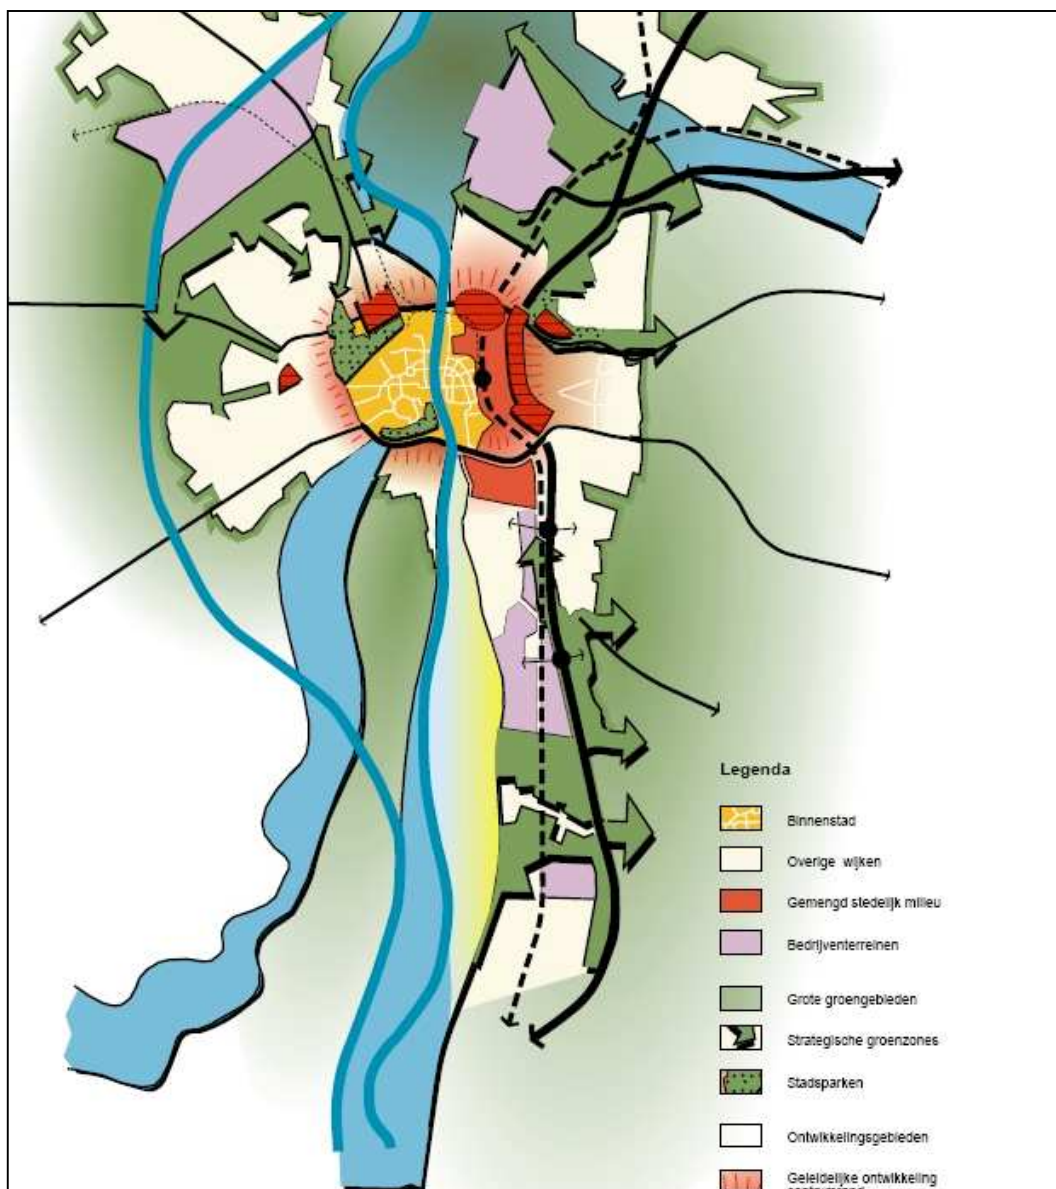 Legenda
Binnenstad
Overige wijken
Gemengd stedelijk milieu
Bedrijventerreinen
Grote groengebieden
Strategische groenzones
Stadsparken
Ontwikkelingsgebieden
Geleidelijke ontwikkeling